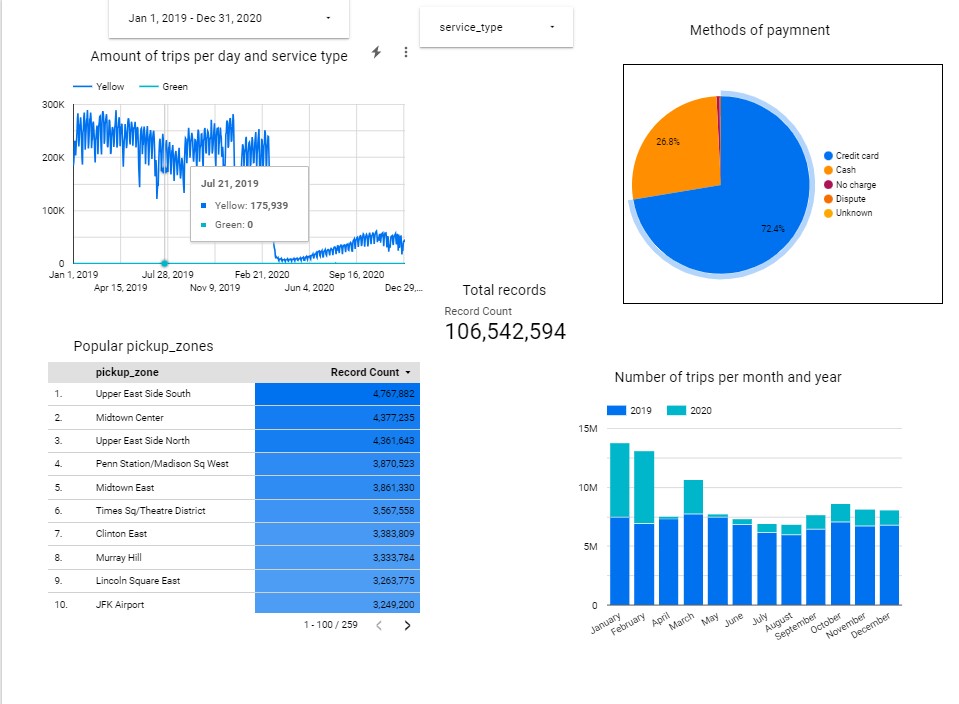 Jan 1, 2019 - Dec 31, 2020
service_type
Amount of trips per day and service type
Yellow Green
300K
200K
100K
0
Jul 21, 2019
Yellow: 175,939
Green: 0
Jan 1, 2019
Apr 15, 2019
Jul 28, 2019
Nov 9, 2019
Feb 21, 2020
Jun 4, 2020
Sep 16, 2020
Dec 29,...
Methods of paymnent
26.8%
72.4%
Credit card
Cash
No charge
Dispute
Unknown
Total records
Record Count
106,542,594
Popular pickup_zones
pickup_zone Record Count
1. Upper East Side South 4,767,882
2. Midtown Center 4,377,235
3. Upper East Side North 4,361,643
4. Penn Station/Madison Sq West 3,870,523
5. Midtown East 3,861,330
6. Times Sq/Theatre District 3,567,558
7. Clinton East 3,383,809
8. Murray Hill 3,333,784
9. Lincoln Square East 3,263,775
10. JFK Airport 3,249,200
1 - 100 / 259
Number of trips per month and year
2019 2020
15M
10M
5M
0
January
February
April
March
May
June
July
August
September
October
November
December